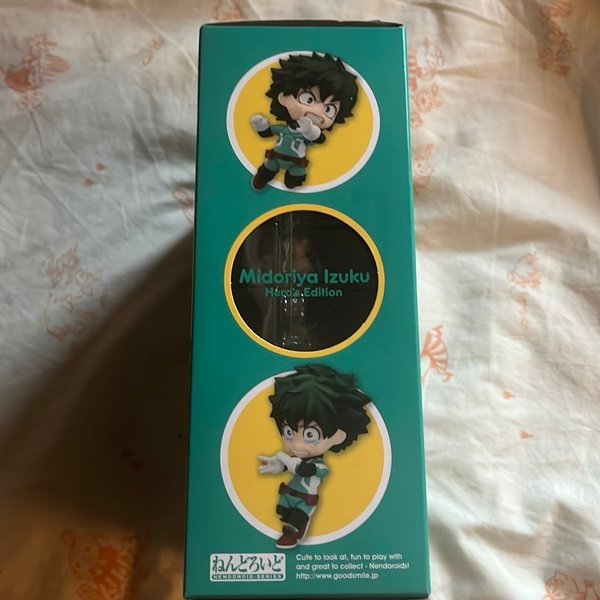 Midoriya Izuku
Hero's Edition
ねんどろいど
NENDOROID SERIES
Cute to look at, fun to play with
and great to collect - Nendoroids!
http://www.goodsmile.jp